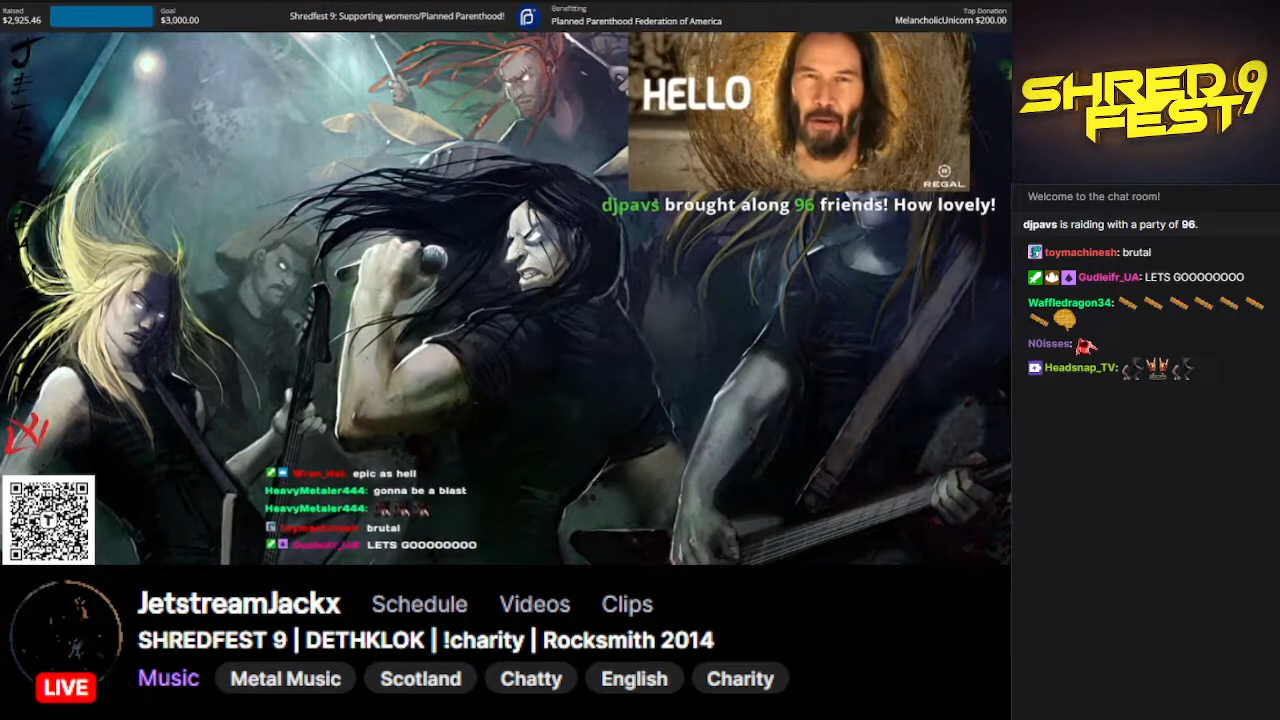 Raised
$2,925.46
Goal
$3,000.00
Shredfest 9: Supporting womens/Planned Parenthood!
Benefitting
Planned Parenthood Federation of America
Top Donation
MelancholicUnicorn $200.00
HELLO
REGAL
djpavs brought along 96 friends! How lovely!
SHRED 9
FEST
Welcome to the chat room!
djpavs is raiding with a party of 96.
toymachinesh: brutal
Gudleifr_UA: LETS GOOOOOOOO
Waffledragon34:
N0isses:
Headsnap_TV:
epic as hell
HeavyMetaler444: gonna be a blast
HeavyMetaler444:
toymachinesh: brutal
Gudleifr_UA: LETS GOOOOOOOO
T
JetstreamJackx Schedule Videos Clips
SHREDFEST 9 | DETHKLOK | !charity | Rocksmith 2014
LIVE
Music Metal Music Scotland Chatty English Charity